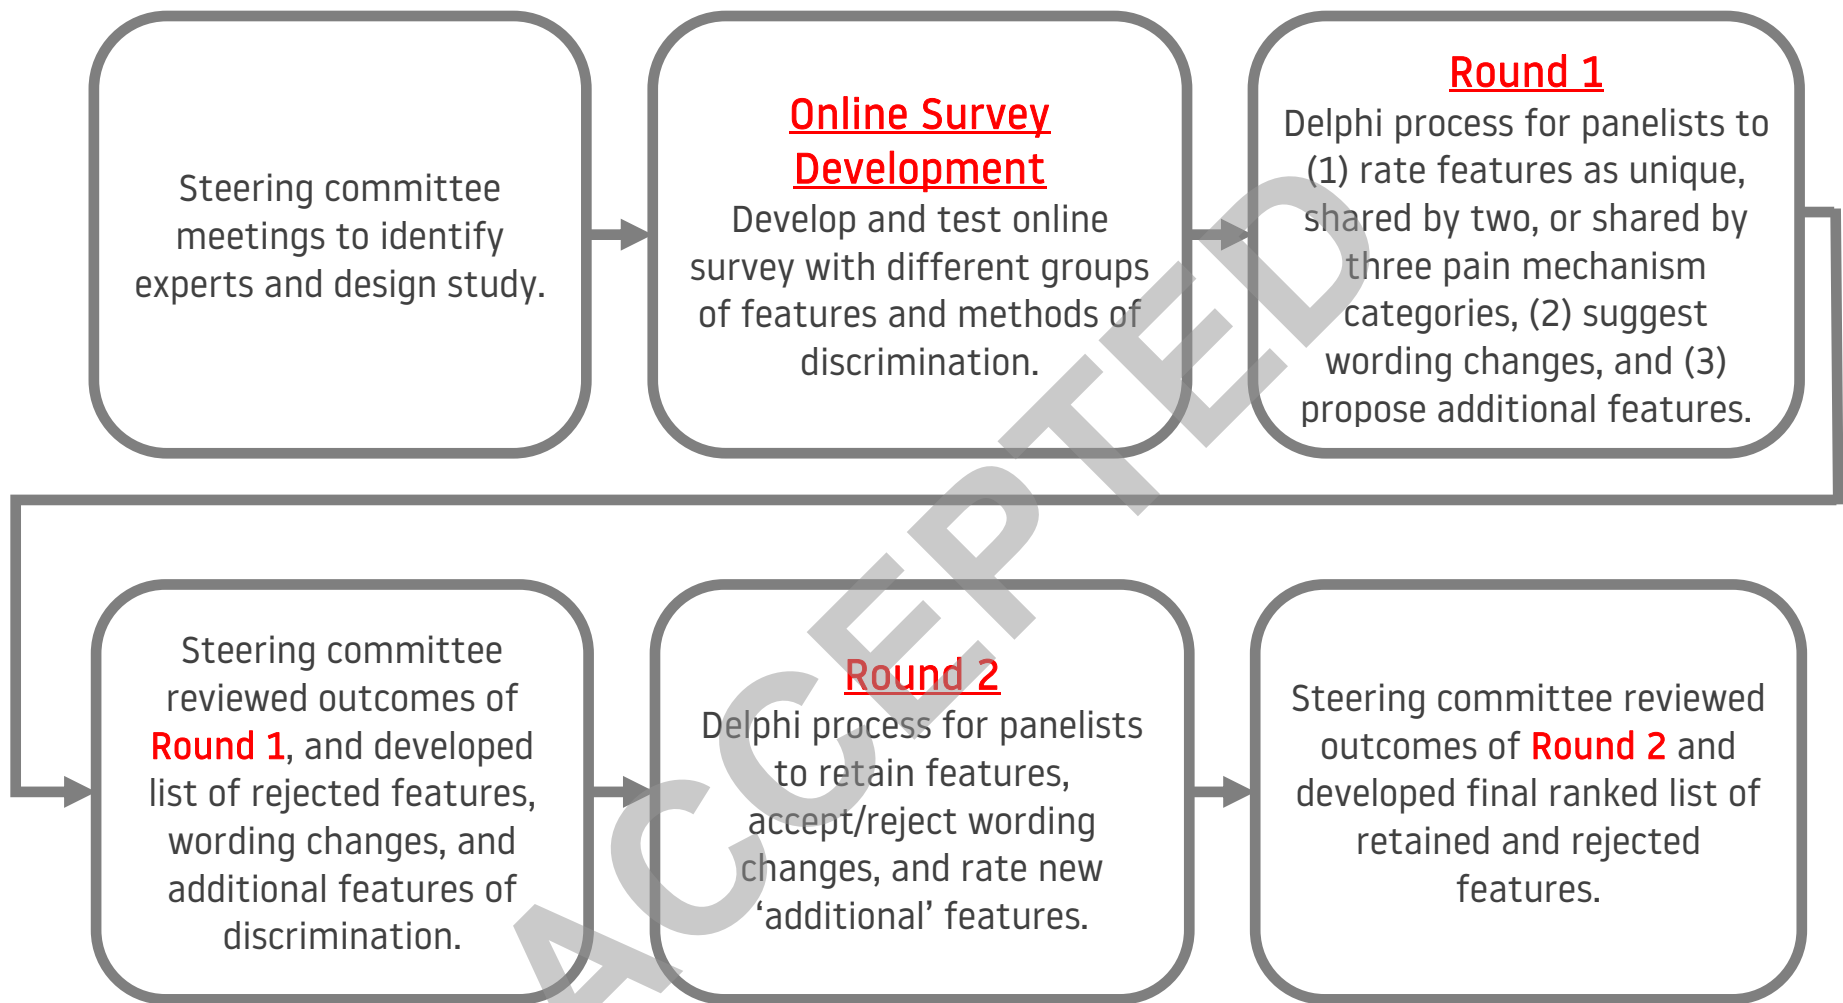 Steering committee
meetings to identify
experts and design study.
Online Survey
Development
Develop and test online
survey with different groups
of features and methods of
discrimination.
Round 1
Delphi process for panelists to
(1) rate features as unique,
shared by two, or shared by
three pain mechanism
categories, (2) suggest
wording changes, and (3)
propose additional features.
Steering committee
reviewed outcomes of
Round 1, and developed
list of rejected features,
wording changes, and
additional features of
discrimination.
Round 2
Delphi process for panelists
to retain features,
accept/reject wording
changes, and rate new
‘additional’ features.
Steering committee reviewed
outcomes of Round 2 and
developed final ranked list of
retained and rejected
features.
ACCEPTED